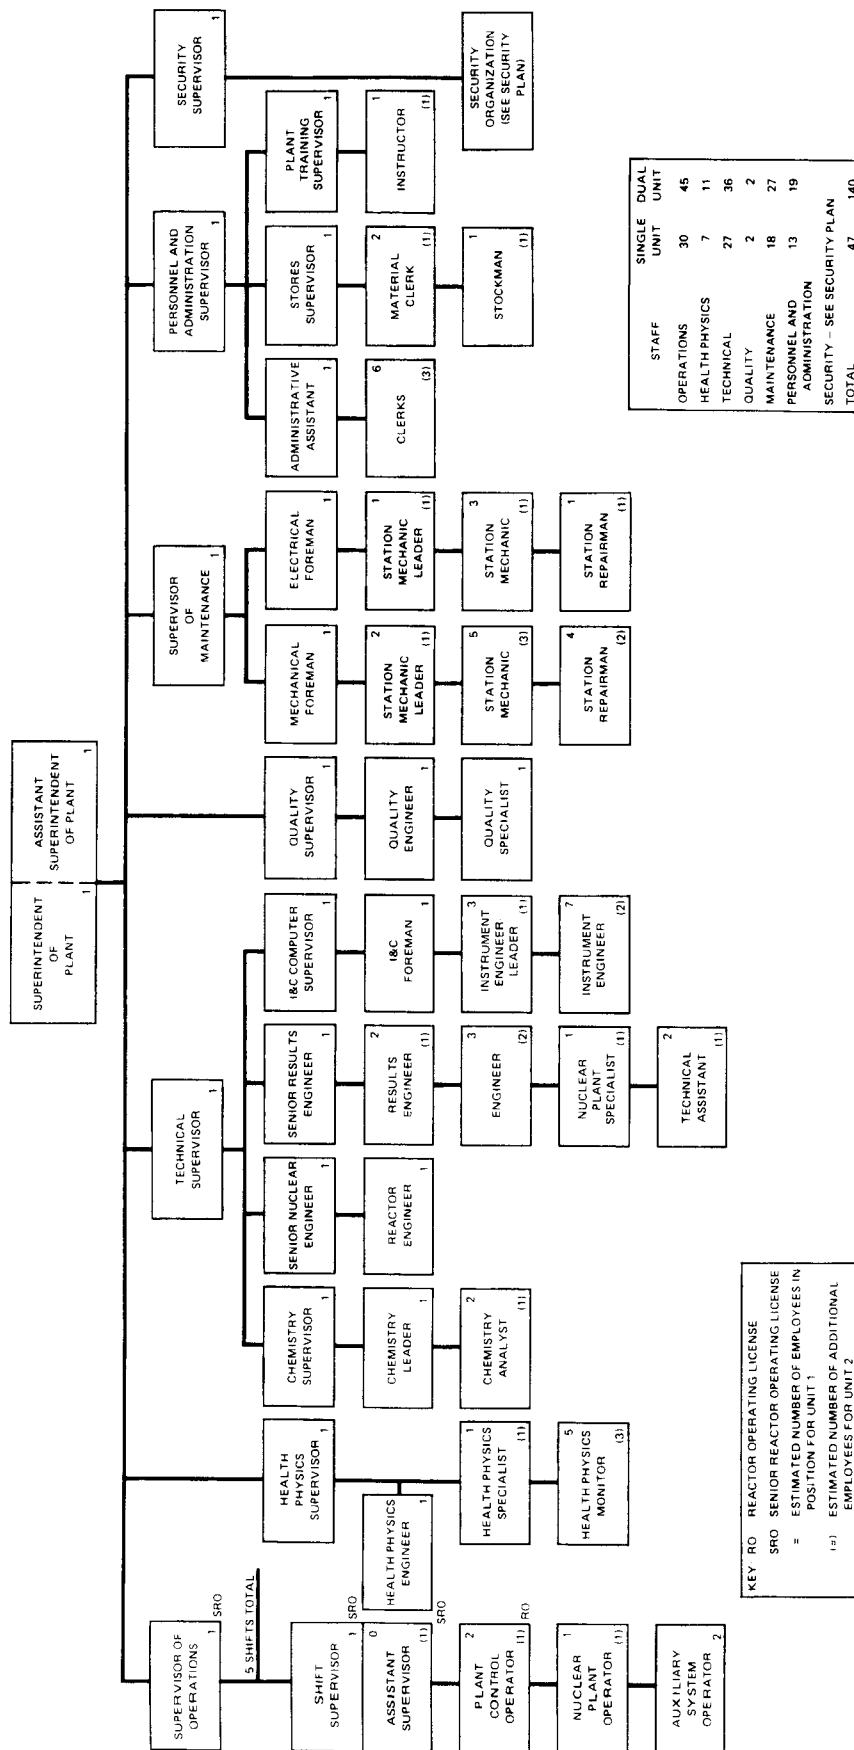 SUPERINTENDENT
OF
PLANT
1
ASSISTANT
SUPERINTENDENT
OF PLANT
1
SUPERVISOR OF
OPERATIONS
1
SRO
5 SHIFTS TOTAL
SHIFT
SUPERVISOR
1
SRO
ASSISTANT
SUPERVISOR
0
(1)
SRO
PLANT
CONTROL
OPERATOR
2
(1)
RO
NUCLEAR
PLANT
OPERATOR
1
(1)
AUXILIARY
SYSTEM
OPERATOR
2
HEALTH
PHYSICS
SUPERVISOR
1
HEALTH PHYSICS
ENGINEER
1
HEALTH PHYSICS
SPECIALIST
1
(1)
HEALTH PHYSICS
MONITOR
5
(3)
TECHNICAL
SUPERVISOR
1
CHEMISTRY
SUPERVISOR
1
CHEMISTRY
LEADER
1
CHEMISTRY
ANALYST
2
(1)
SENIOR NUCLEAR
ENGINEER
1
REACTOR
ENGINEER
1
SENIOR RESULTS
ENGINEER
1
RESULTS
ENGINEER
2
(1)
ENGINEER
3
(2)
NUCLEAR
PLANT
SPECIALIST
1
(1)
TECHNICAL
ASSISTANT
2
(1)
I&C COMPUTER
SUPERVISOR
1
I&C
FOREMAN
1
INSTRUMENT
ENGINEER
LEADER
3
(1)
INSTRUMENT
ENGINEER
7
(2)
QUALITY
SUPERVISOR
1
QUALITY
ENGINEER
1
QUALITY
SPECIALIST
1
SUPERVISOR
OF
MAINTENANCE
1
MECHANICAL
FOREMAN
1
STATION
MECHANIC
LEADER
2
(1)
STATION
MECHANIC
5
(3)
STATION
REPAIRMAN
4
(2)
ELECTRICAL
FOREMAN
1
STATION
MECHANIC
LEADER
1
(1)
STATION
MECHANIC
3
(1)
STATION
REPAIRMAN
1
(1)
PERSONNEL AND
ADMINISTRATION
SUPERVISOR
1
ADMINISTRATIVE
ASSISTANT
1
CLERKS
6
(3)
STORES
SUPERVISOR
1
MATERIAL
CLERK
2
(1)
STOCKMAN
(1)
PLANT
TRAINING
SUPERVISOR
1
INSTRUCTOR
1
(1)
SECURITY
SUPERVISOR
1
SECURITY
ORGANIZATION
(SEE SECURITY
PLAN)
KEY RO REACTOR OPERATING LICENSE
SRO SENIOR REACTOR OPERATING LICENSE
= ESTIMATED NUMBER OF EMPLOYEES IN
POSITION FOR UNIT 1
(=) ESTIMATED NUMBER OF ADDITIONAL
EMPLOYEES FOR UNIT 2
SINGLE DUAL
STAFF UNIT UNIT
OPERATIONS 30 45
HEALTH PHYSICS 7 11
TECHNICAL 27 36
QUALITY 2 2
MAINTENANCE 18 27
PERSONNEL AND 13 19
ADMINISTRATION
SECURITY – SEE SECURITY PLAN
TOTAL 47 140